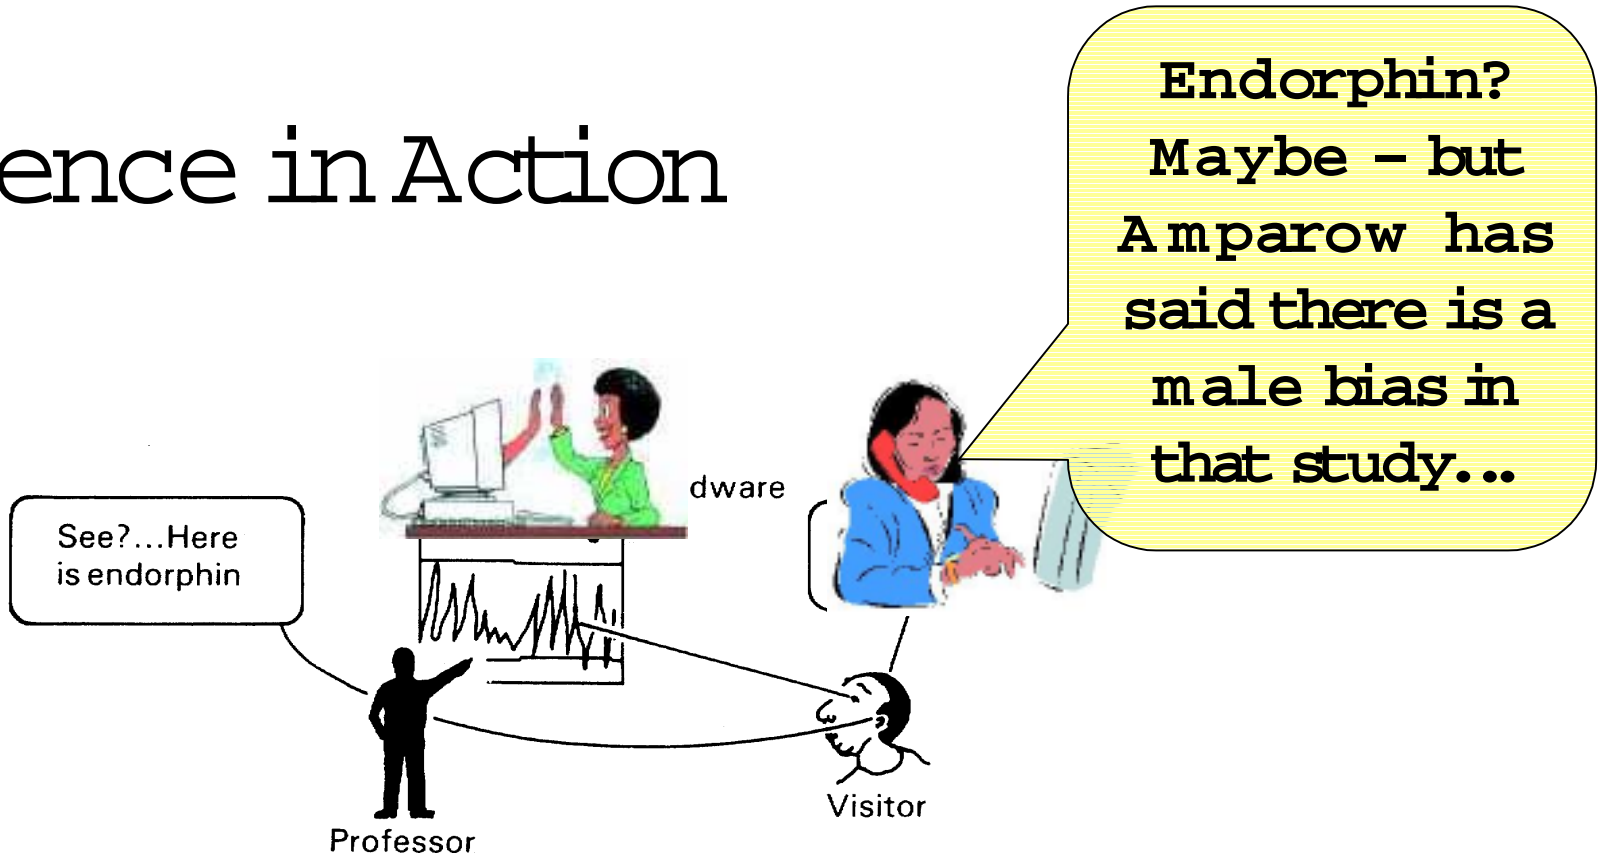 ence in Action
Endorphin?
Maybe – but
Amparow has
said there is a
male bias in
that study...
dware
See?...Here
is endorphin
Visitor
Professor